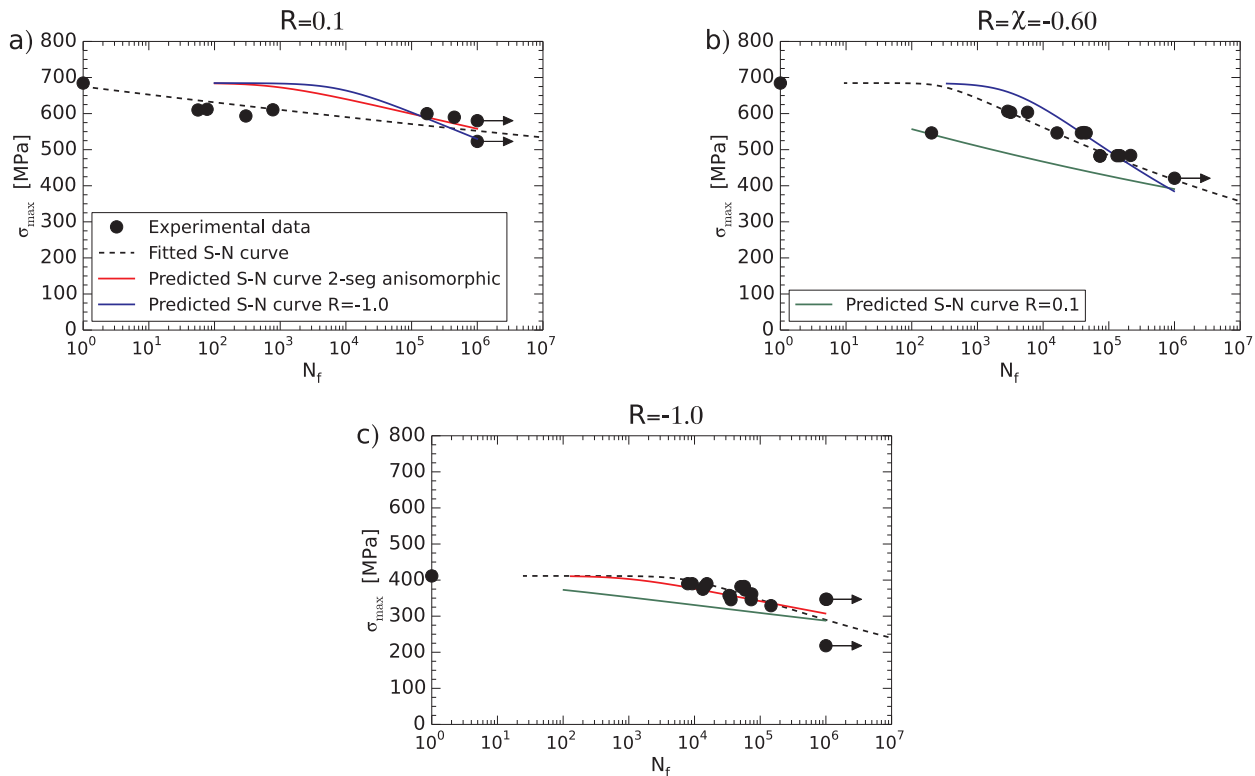 R=0.1
a)
800
700
600
500
400
300
200
100
0
σmax [MPa]
Experimental data
Fitted S-N curve
Predicted S-N curve 2-seg anisomorphic
Predicted S-N curve R=-1.0
10^0 10^1 10^2 10^3 10^4 10^5 10^6 10^7
N_f
R=χ=-0.60
b)
800
700
600
500
400
300
200
100
0
σmax [MPa]
Predicted S-N curve R=0.1
10^0 10^1 10^2 10^3 10^4 10^5 10^6 10^7
N_f
R=-1.0
c)
800
700
600
500
400
300
200
100
0
σmax [MPa]
10^0 10^1 10^2 10^3 10^4 10^5 10^6 10^7
N_f